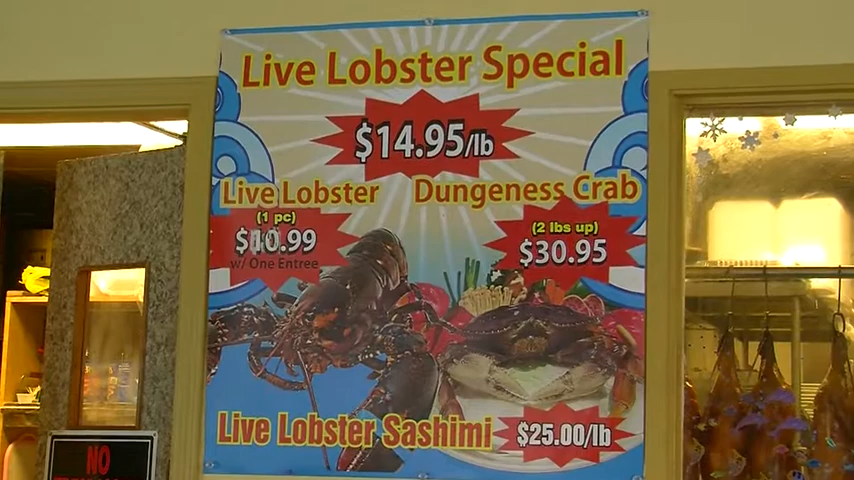 Live Lobster Special
$14.95/lb
Live Lobster
(1 pc)
$10.99
w/ One Entree
Dungeness Crab
(2 lbs up)
$30.95
Live Lobster Sashimi
$25.00/lb
NO